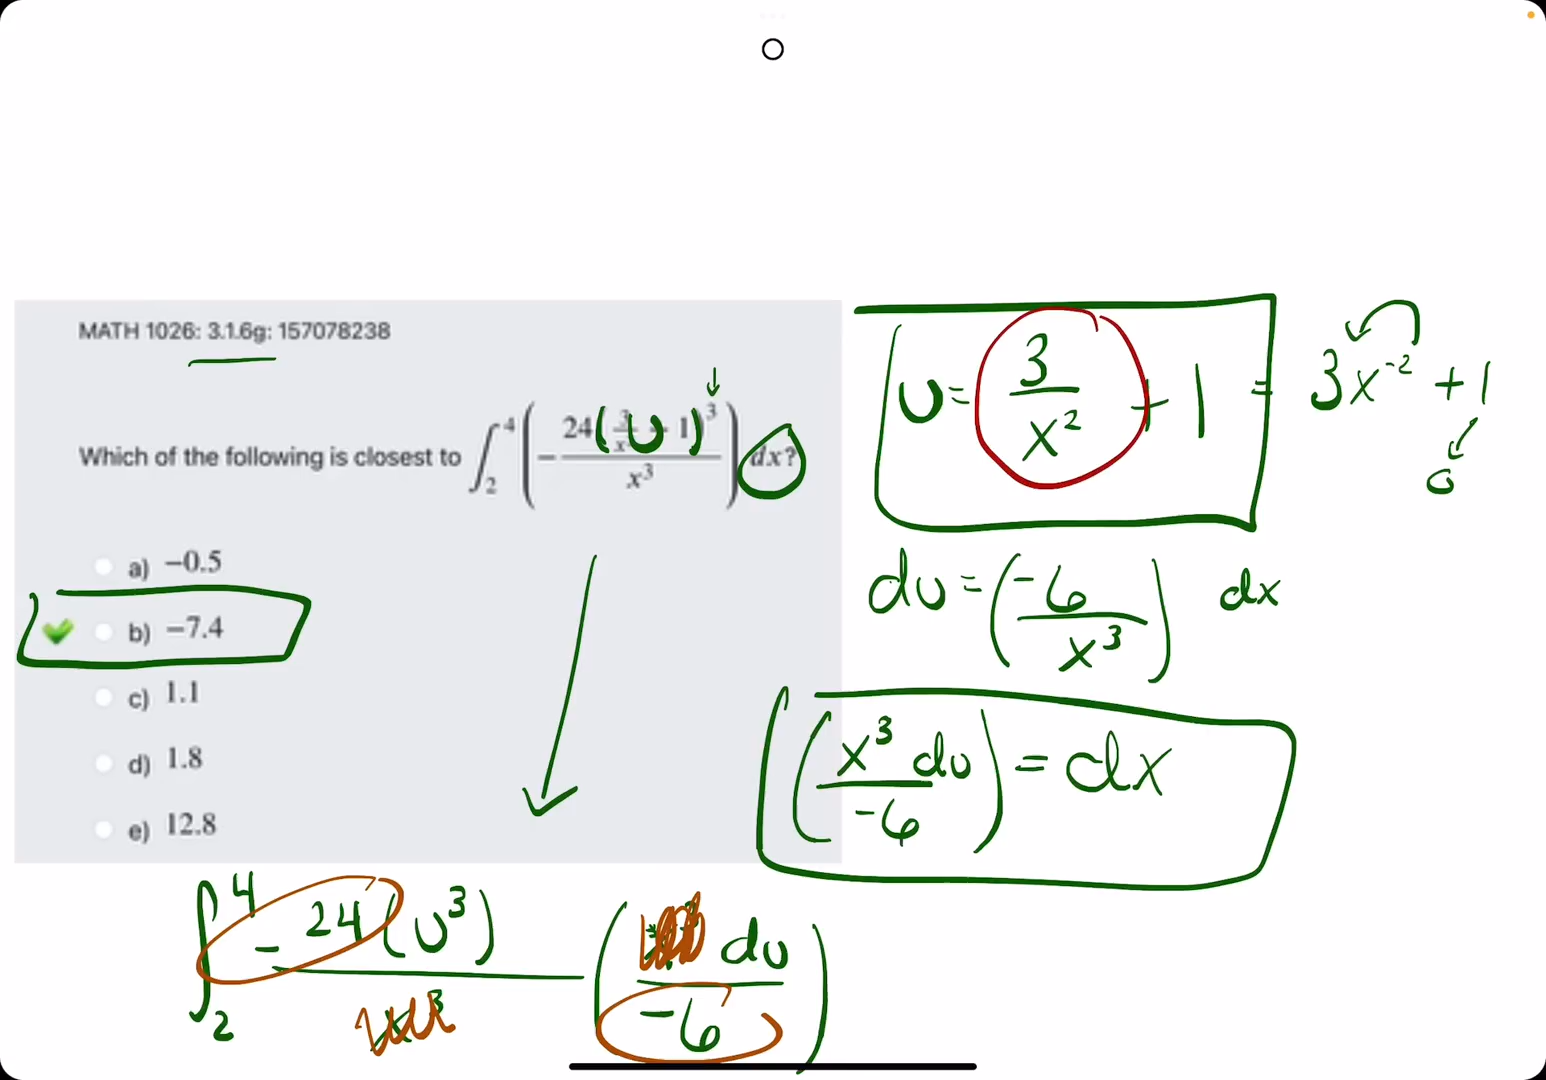 MATH 1026: 3.1.6g: 157078238
Which of the following is closest to ∫₂⁴ (− 24(U)³ / x³) dx?
a) −0.5
b) −7.4
c) 1.1
d) 1.8
e) 12.8
U = 3/x² + 1 = 3x⁻² + 1
0
du = (−6/x³) dx
(x³ du / −6) = dx
∫₂⁴ − 24(U³) / x³ (du / −6)